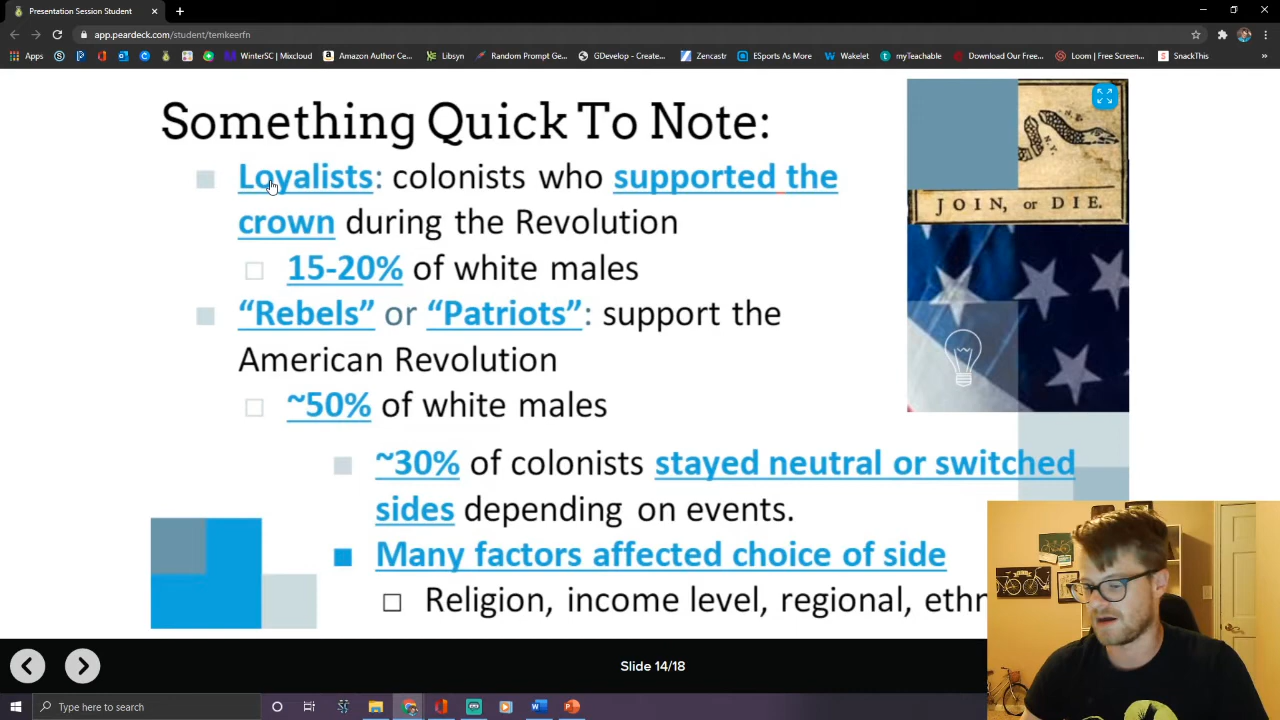 Presentation Session Student
app.peardeck.com/student/temkeerfn
Apps
WinterSC | Mixcloud
Amazon Author Ce...
Libsyn
Random Prompt Ge...
GDevelop - Create...
Zencastr
ESports As More
Wakelet
myTeachable
Download Our Free...
Loom | Free Screen...
SnackThis
Something Quick To Note:
Loyalists: colonists who supported the
crown during the Revolution
15-20% of white males
“Rebels” or “Patriots”: support the
American Revolution
~50% of white males
~30% of colonists stayed neutral or switched
sides depending on events.
Many factors affected choice of side
Religion, income level, regional, ethn
N.E.
N.Y.
JOIN, or DIE.
Slide 14/18
Type here to search